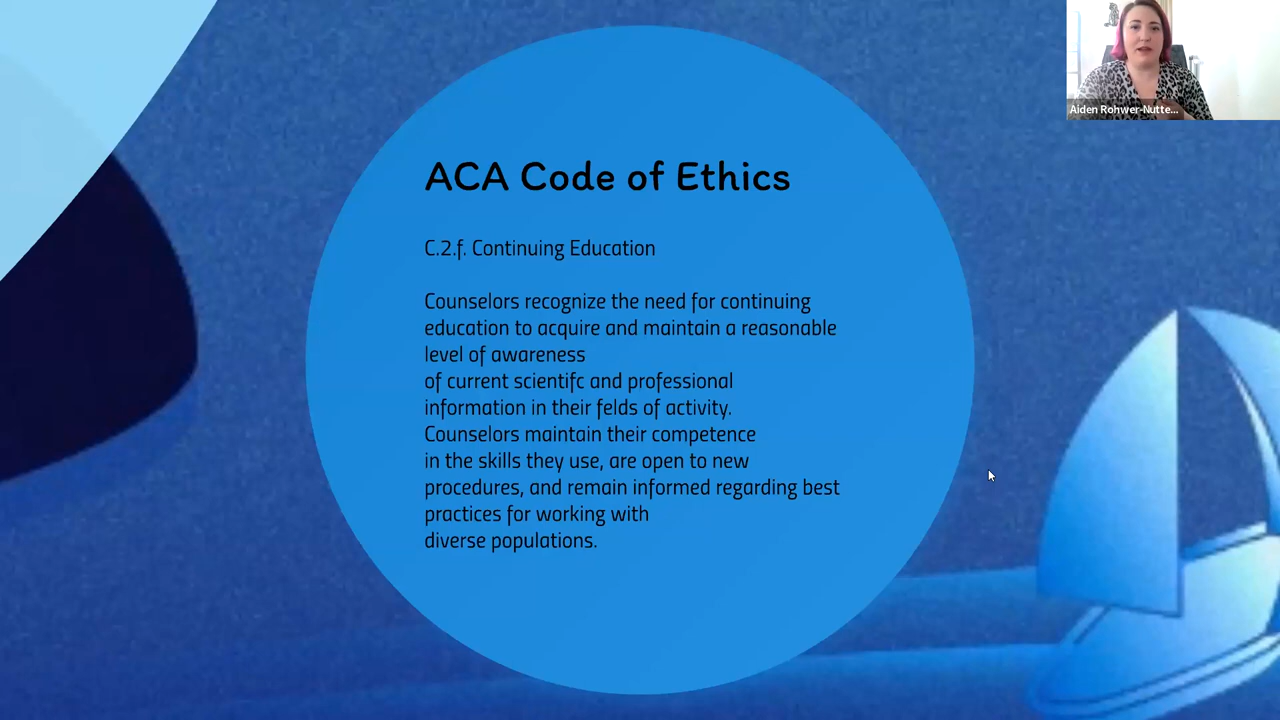 ACA Code of Ethics
C.2.f. Continuing Education
Counselors recognize the need for continuing
education to acquire and maintain a reasonable
level of awareness
of current scientifc and professional
information in their felds of activity.
Counselors maintain their competence
in the skills they use, are open to new
procedures, and remain informed regarding best
practices for working with
diverse populations.
Aiden Rohwer-Nutte...